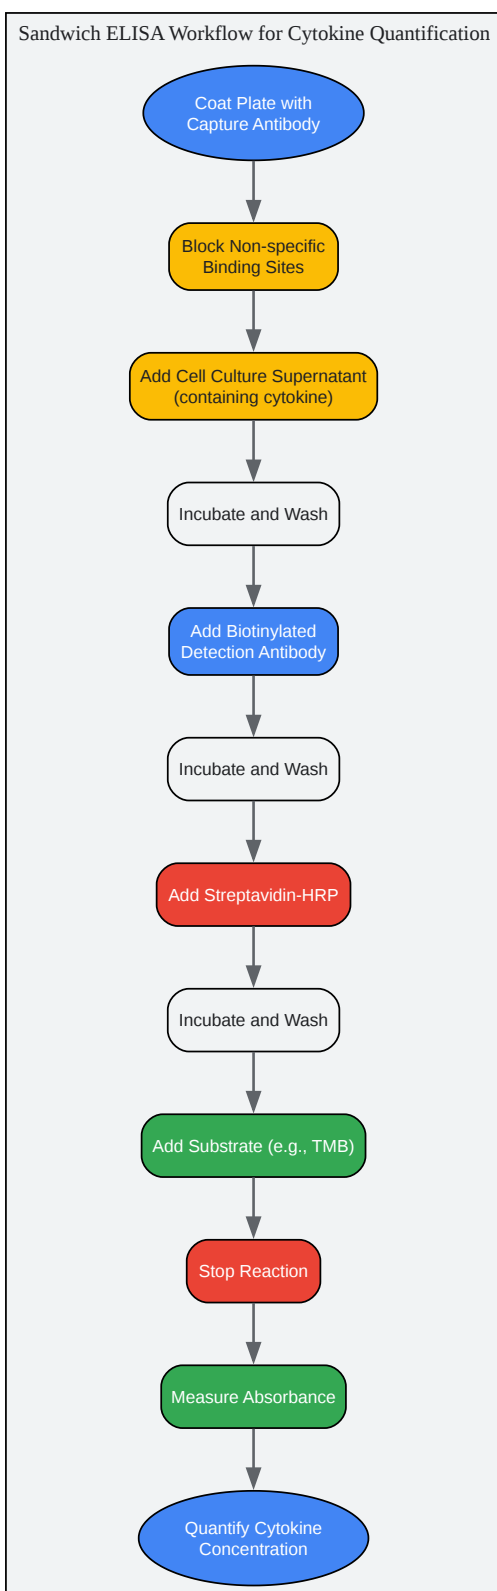 Sandwich ELISA Workflow for Cytokine Quantification
Coat Plate with
Capture Antibody
Block Non-specific
Binding Sites
Add Cell Culture Supernatant
(containing cytokine)
Incubate and Wash
Add Biotinylated
Detection Antibody
Incubate and Wash
Add Streptavidin-HRP
Incubate and Wash
Add Substrate (e.g., TMB)
Stop Reaction
Measure Absorbance
Quantify Cytokine
Concentration